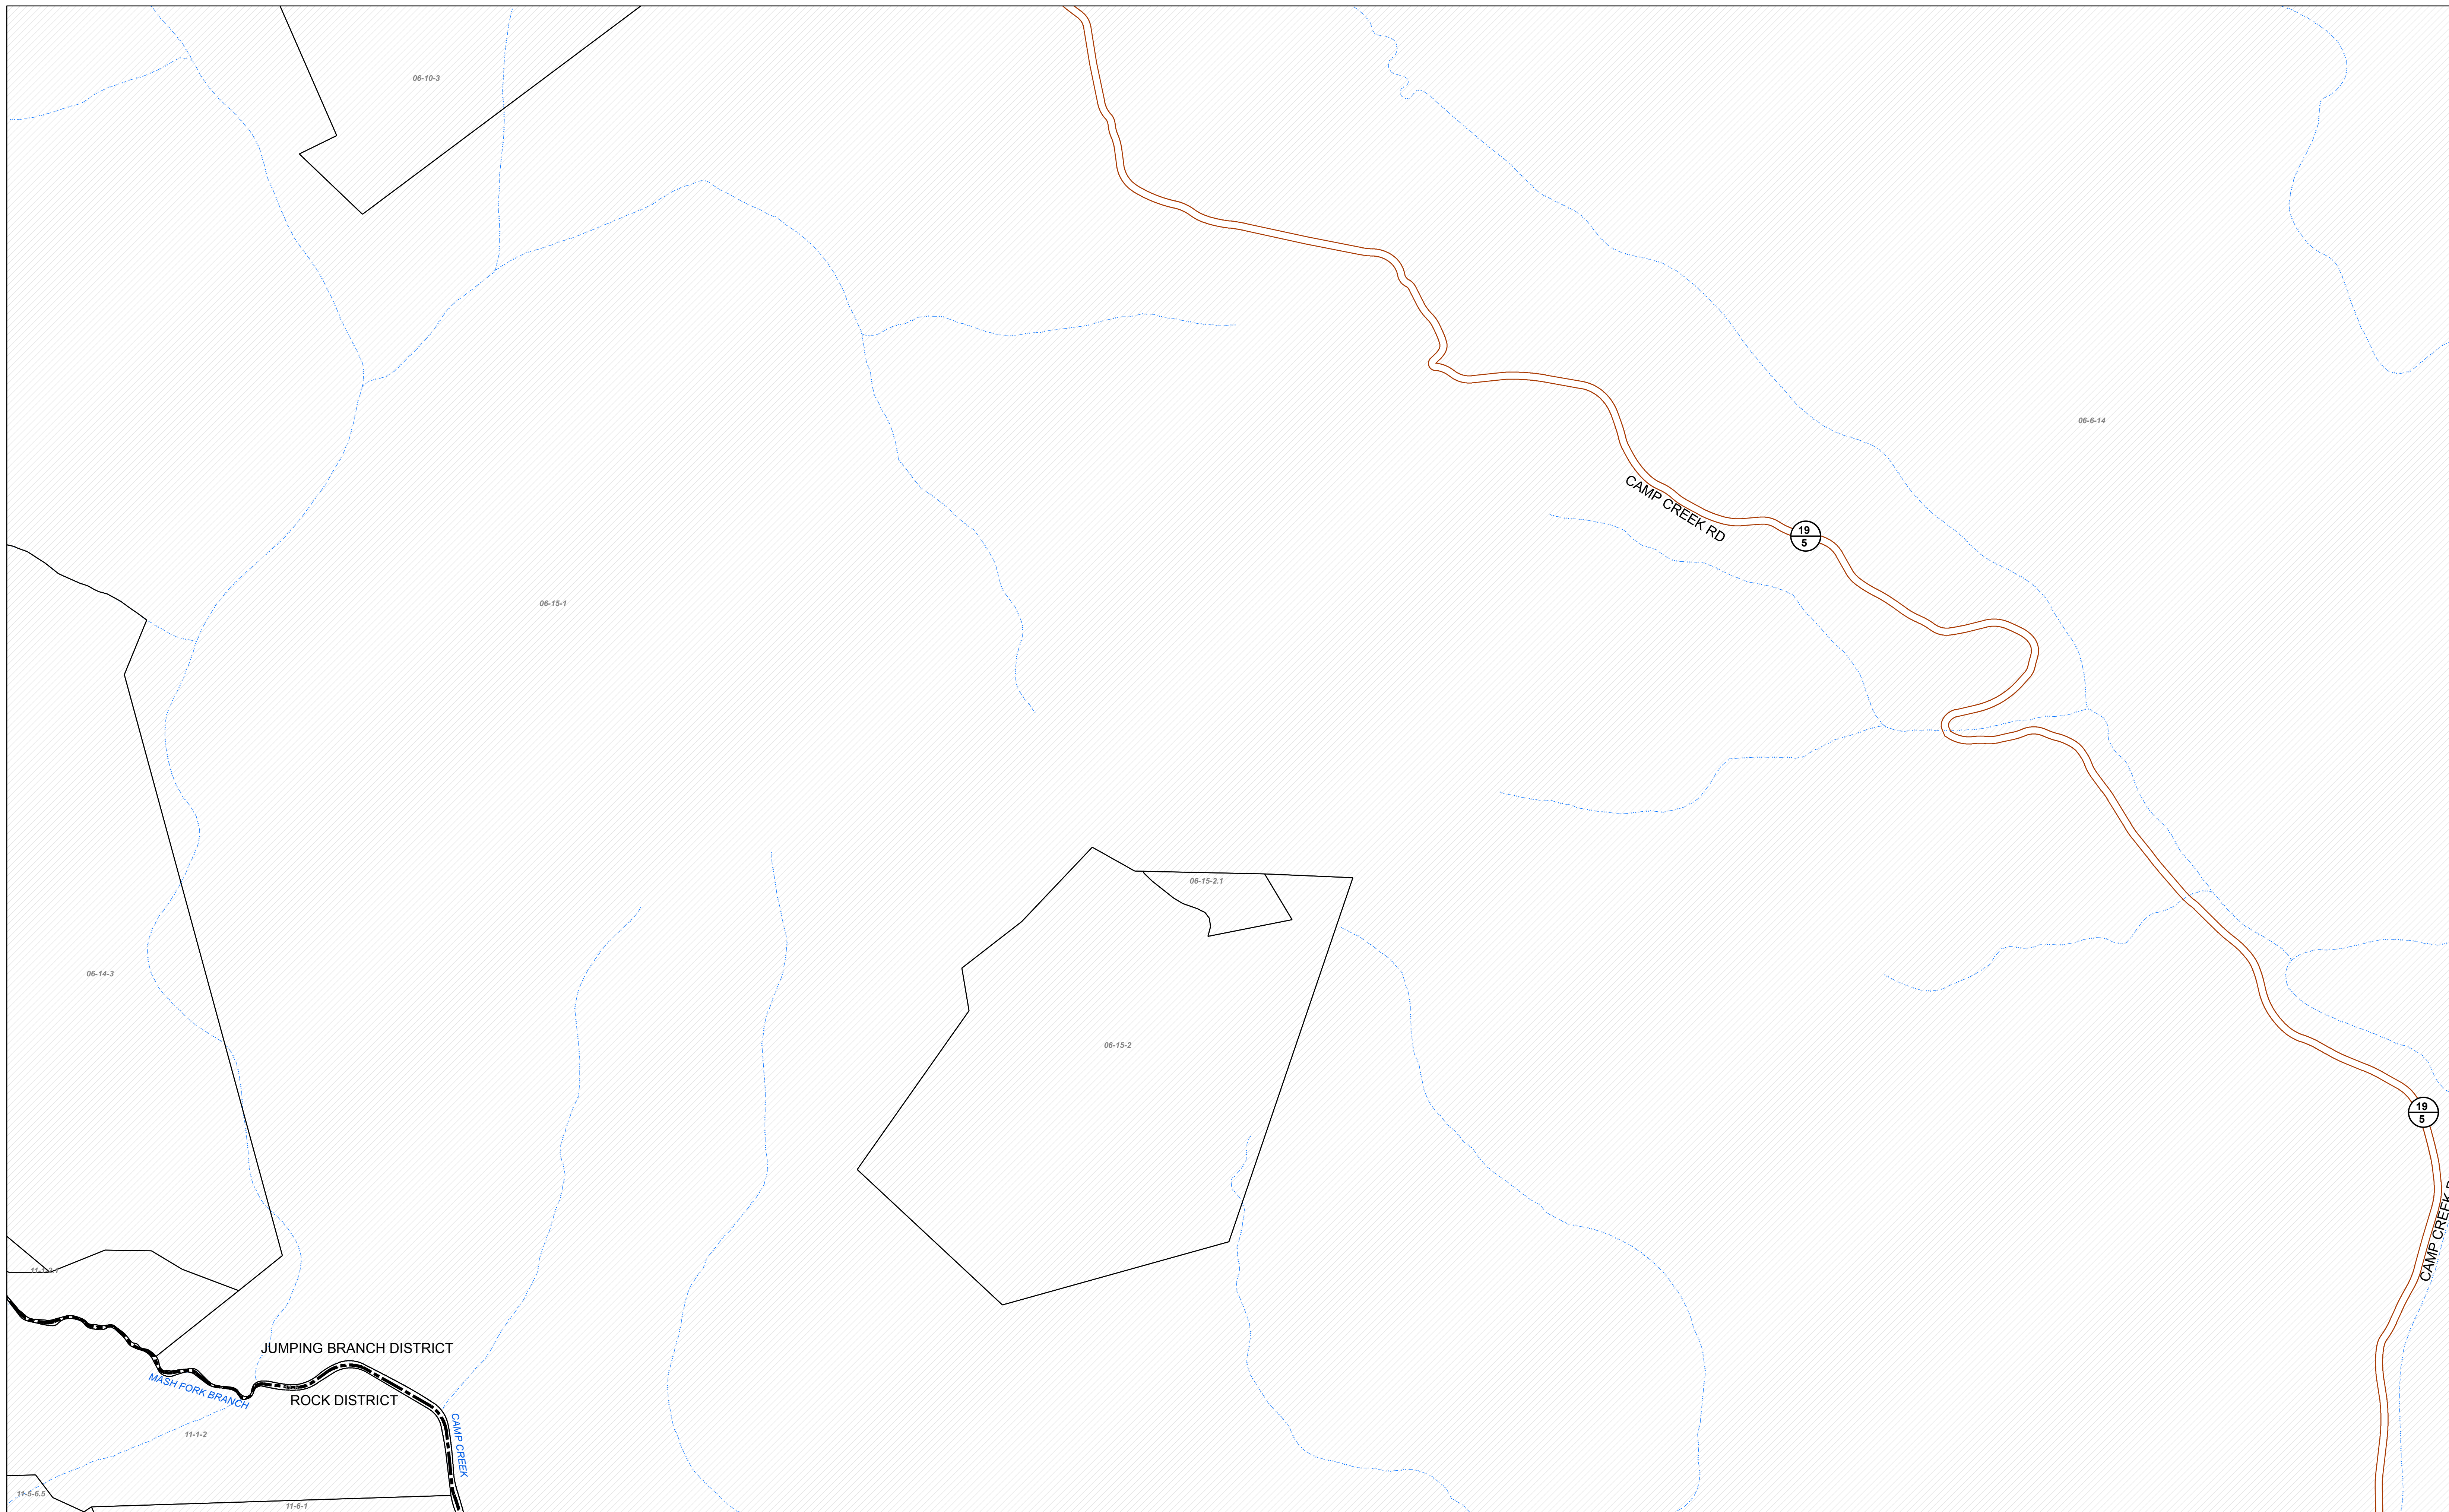 06-10-3
06-6-14
CAMP CREEK RD
19
5
06-15-1
06-15-2.1
06-14-3
06-15-2
19
5
CAMP CREEK
JUMPING BRANCH DISTRICT
MASH FORK BRANCH
ROCK DISTRICT
CAMP CREEK
11-1-2
11-5-6.5
11-6-1